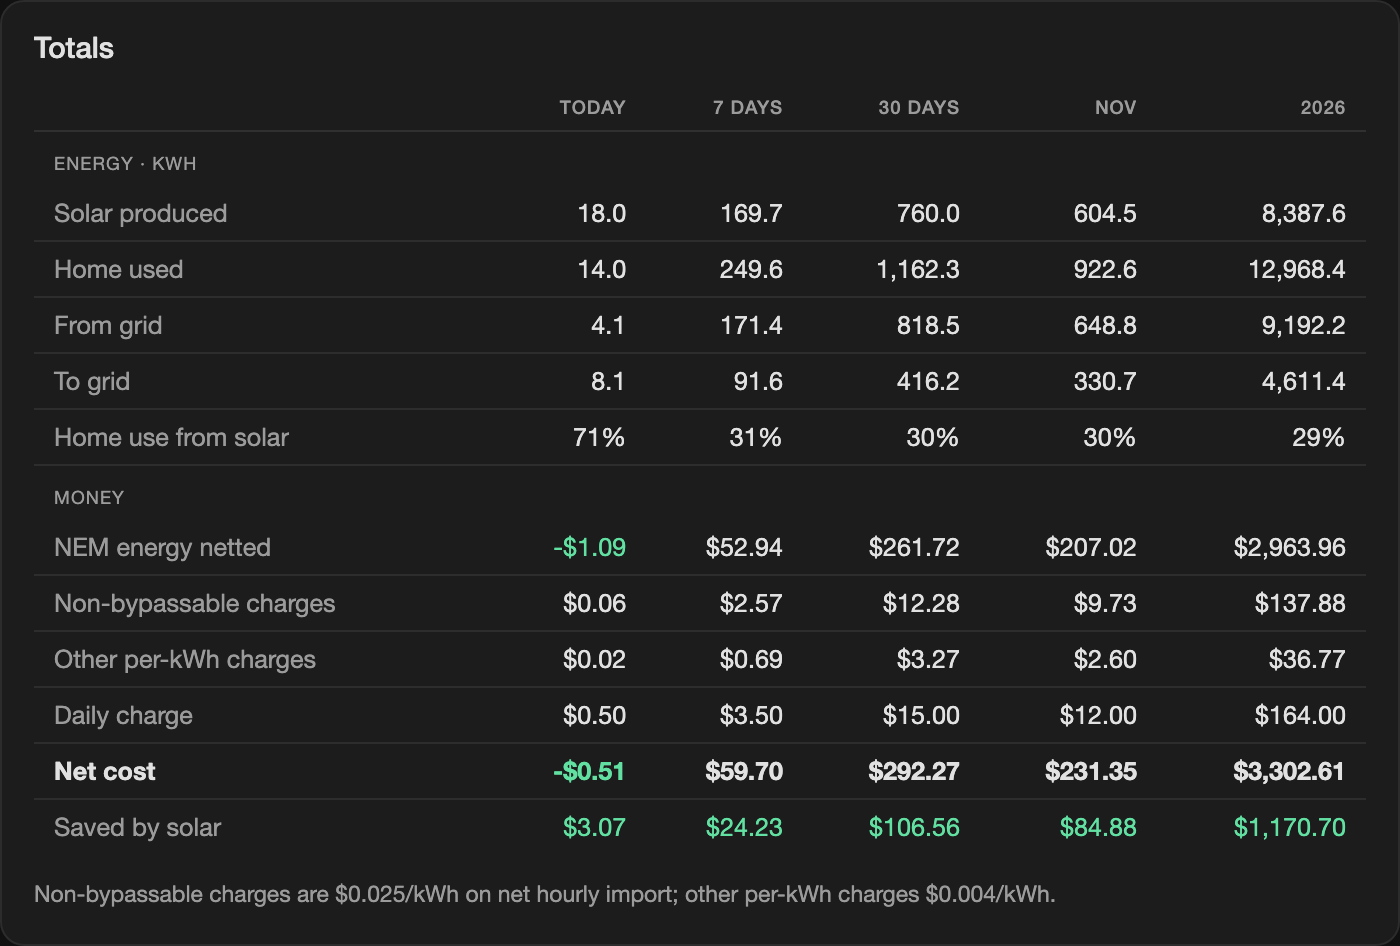 Totals
TODAY 7 DAYS 30 DAYS NOV 2026
ENERGY · KWH
Solar produced 18.0 169.7 760.0 604.5 8,387.6
Home used 14.0 249.6 1,162.3 922.6 12,968.4
From grid 4.1 171.4 818.5 648.8 9,192.2
To grid 8.1 91.6 416.2 330.7 4,611.4
Home use from solar 71% 31% 30% 30% 29%
MONEY
NEM energy netted -$1.09 $52.94 $261.72 $207.02 $2,963.96
Non-bypassable charges $0.06 $2.57 $12.28 $9.73 $137.88
Other per-kWh charges $0.02 $0.69 $3.27 $2.60 $36.77
Daily charge $0.50 $3.50 $15.00 $12.00 $164.00
Net cost -$0.51 $59.70 $292.27 $231.35 $3,302.61
Saved by solar $3.07 $24.23 $106.56 $84.88 $1,170.70
Non-bypassable charges are $0.025/kWh on net hourly import; other per-kWh charges $0.004/kWh.